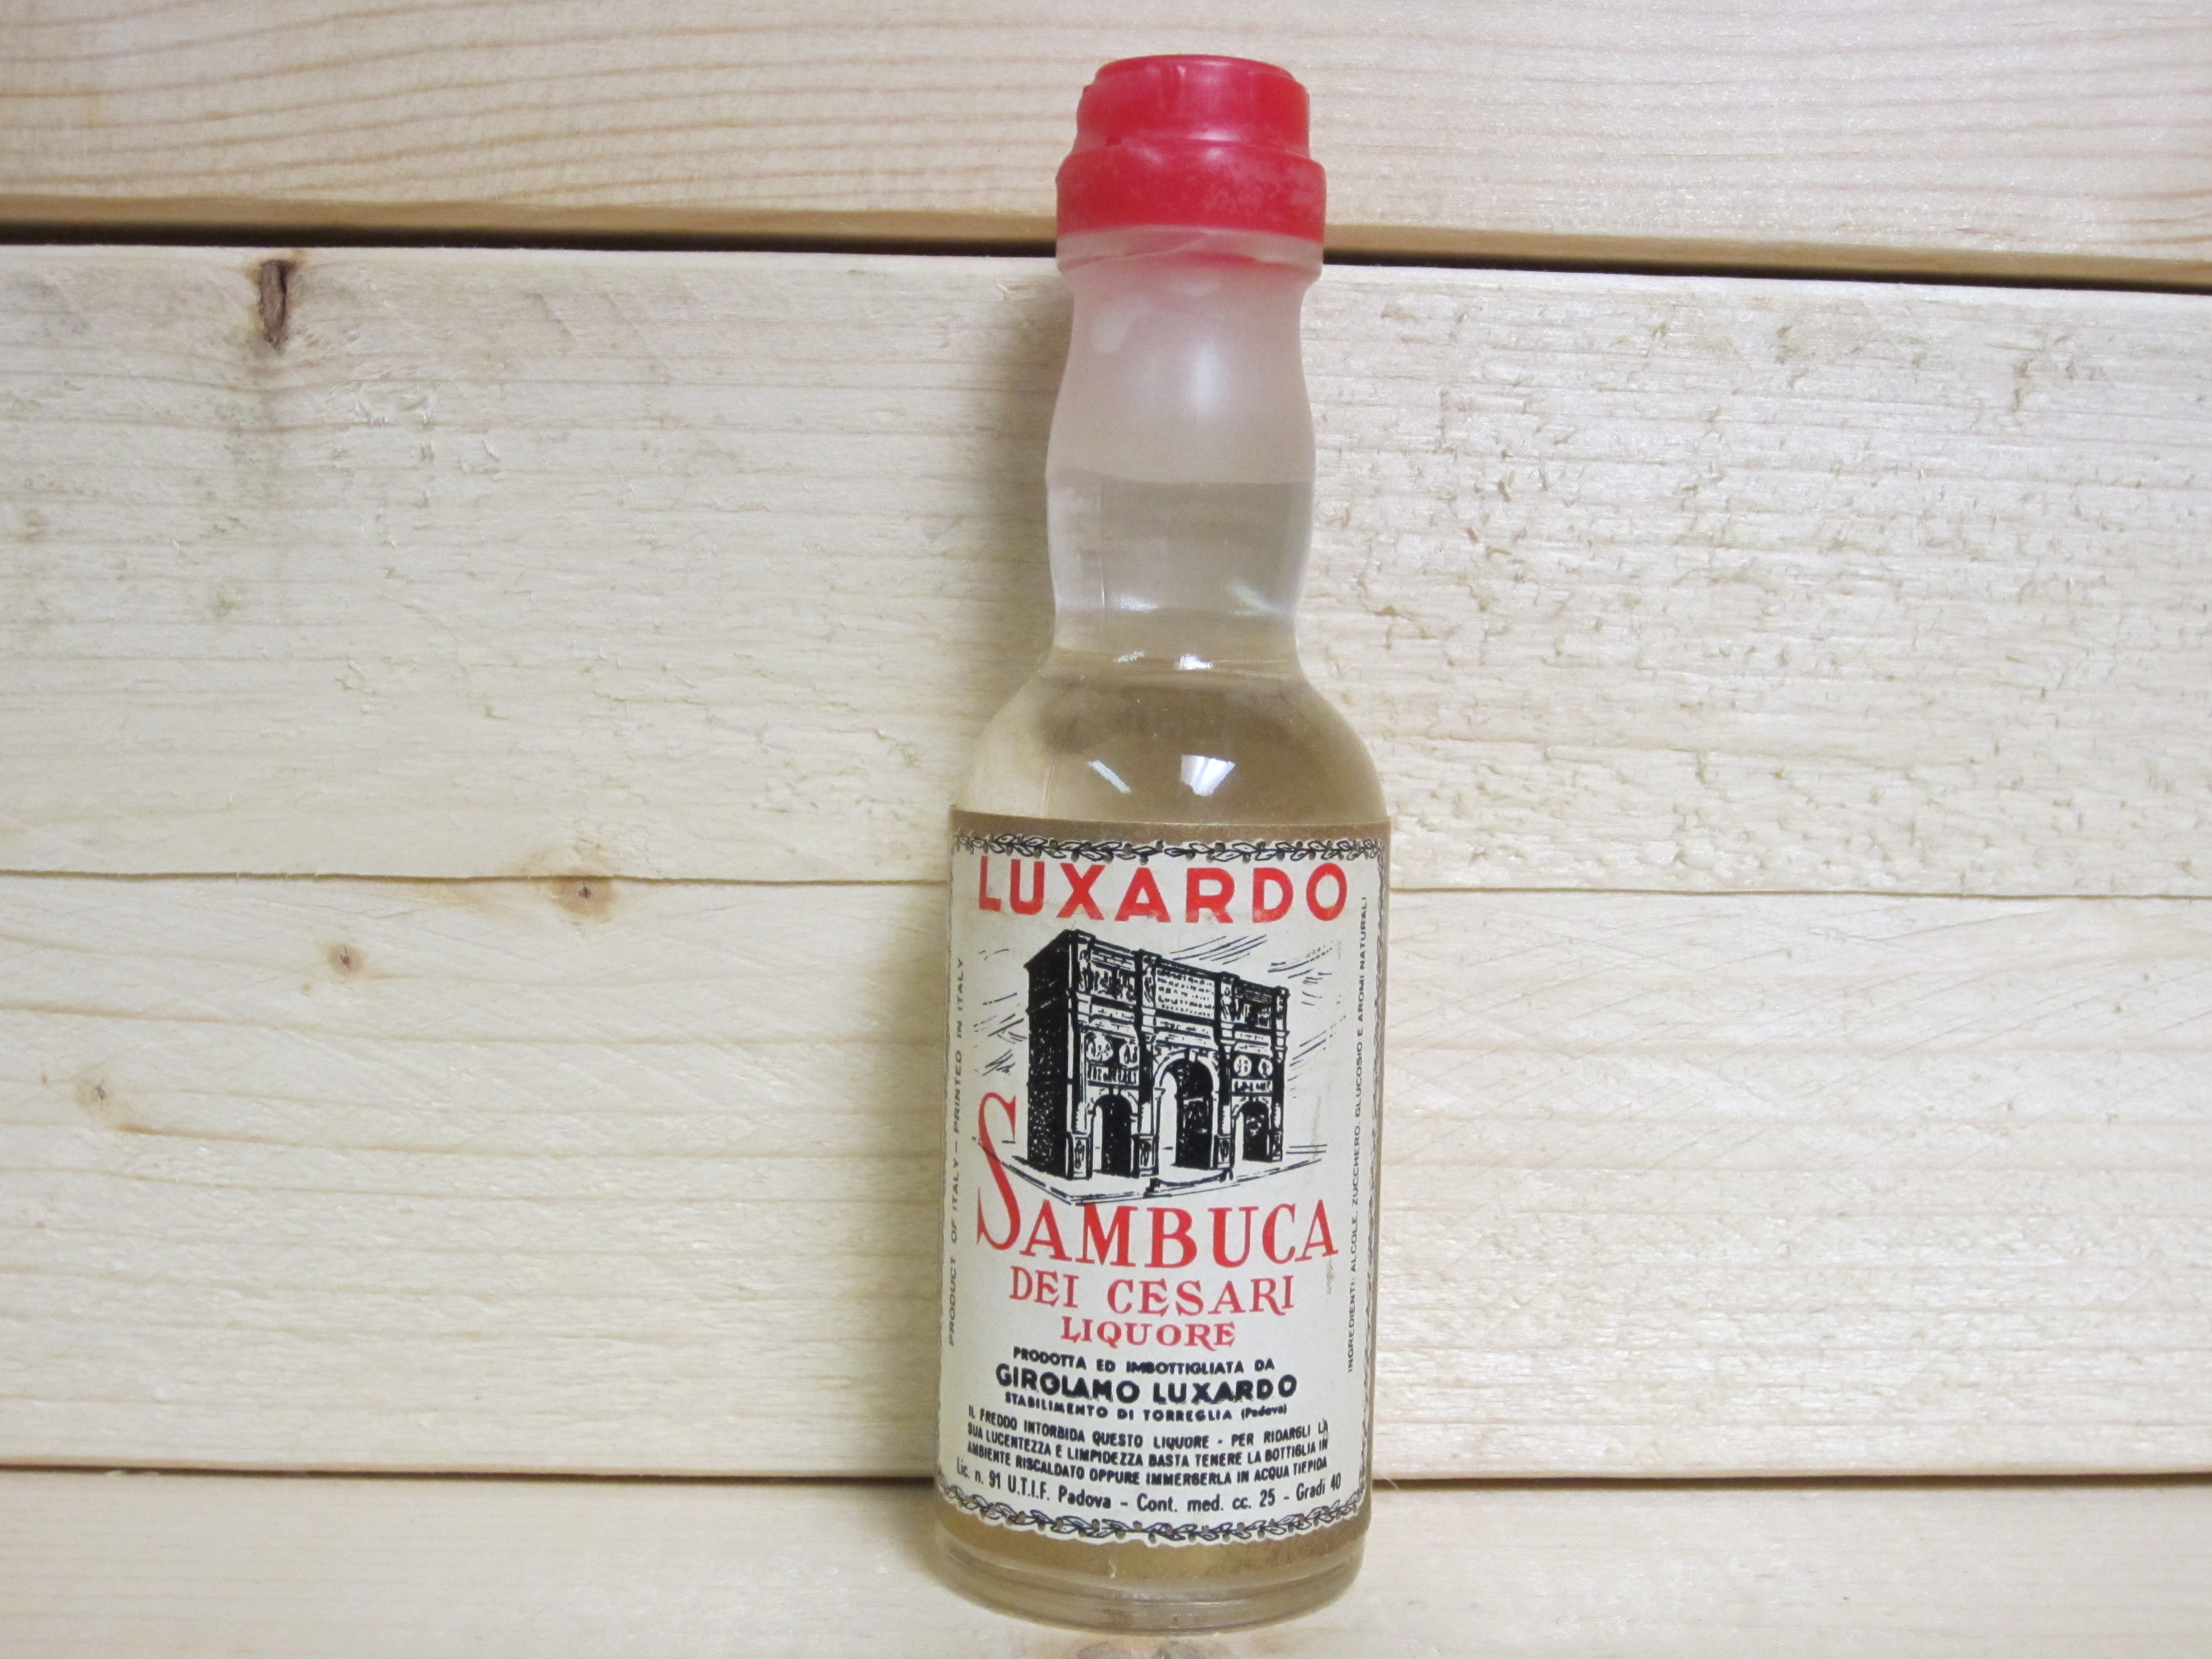 LUXARDO
SAMBUCA
DEI CESARI
LIQUORE
PRODOTTA ED IMBOTTIGLIATA DA
GIROLAMO LUXARDO
STABILIMENTO DI TORREGLIA (Padova)
IL FREDDO INTORBIDA QUESTO LIQUORE - PER RIDARGLI LA
SUA LUCENTEZZA E LIMPIDEZZA BASTA TENERE LA BOTTIGLIA IN
AMBIENTE RISCALDATO OPPURE IMMERGERLA IN ACQUA TIEPIDA
Lic. n. 91 U.T.I.F. Padova - Cont. med. cc. 25 - Gradi 40
PRODUCT OF ITALY - PRINTED IN ITALY
INGREDIENTI: ALCOLE, ZUCCHERO, GLUCOSIO E AROMI NATURALI